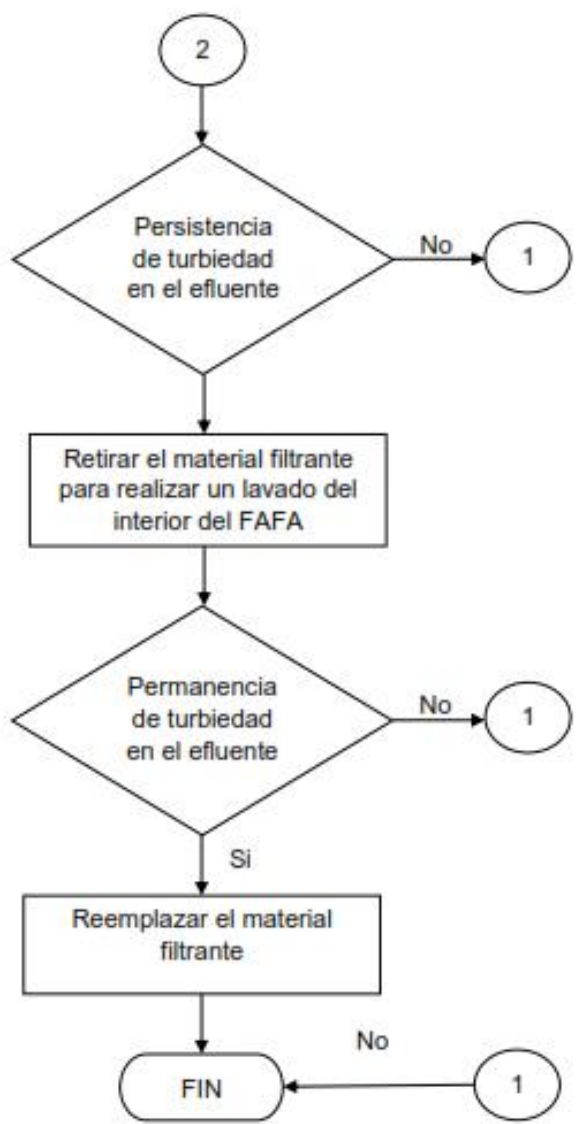 2
Persistencia
de turbiedad
en el efluente
No
1
Retirar el material filtrante
para realizar un lavado del
interior del FAFA
Permanencia
de turbiedad
en el efluente
No
1
Si
Reemplazar el material
filtrante
No
FIN
1